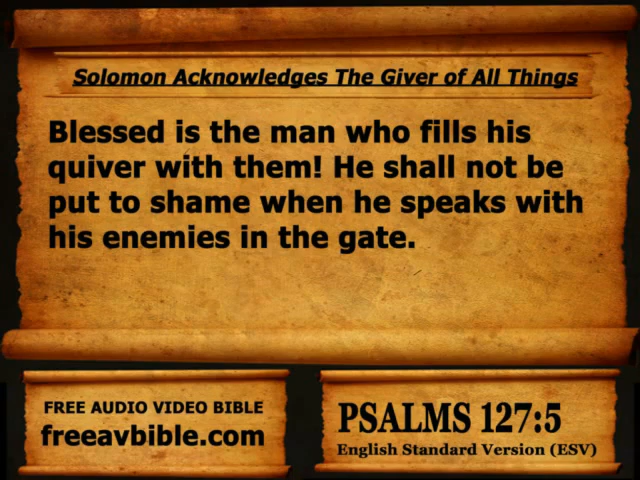 Solomon Acknowledges The Giver of All Things
Blessed is the man who fills his
quiver with them! He shall not be
put to shame when he speaks with
his enemies in the gate.
FREE AUDIO VIDEO BIBLE
freeavbible.com
PSALMS 127:5
English Standard Version (ESV)